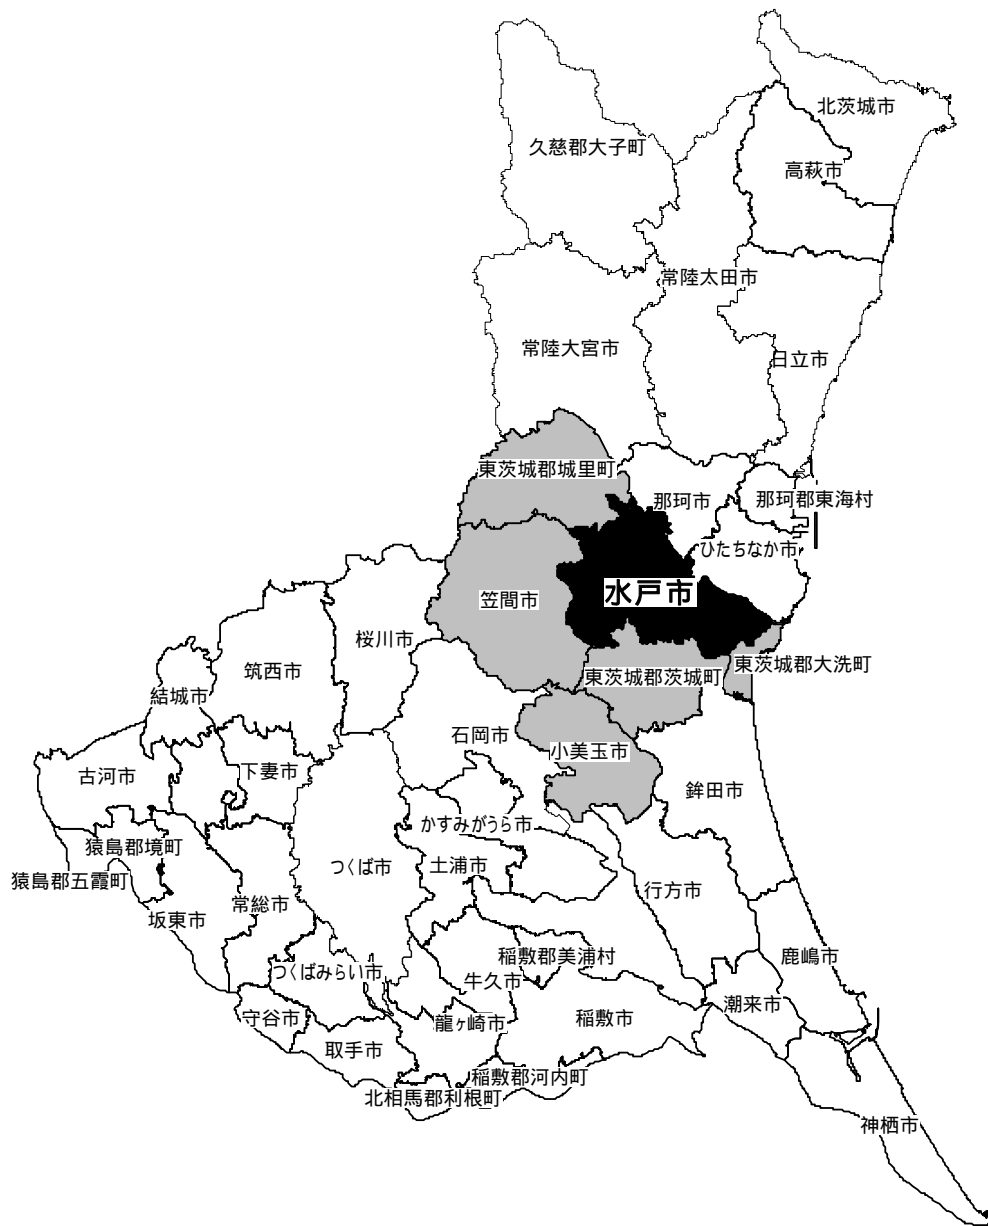 北茨城市
久慈郡大子町
高萩市
常陸太田市
常陸大宮市
日立市
東茨城郡城里町
那珂市
那珂郡東海村
ひたちなか市
水戸市
笠間市
桜川市
東茨城郡大洗町
筑西市
東茨城郡茨城町
結城市
石岡市
小美玉市
下妻市
古河市
鉾田市
かすみがうら市
猿島郡境町
土浦市
つくば市
猿島郡五霞町
行方市
常総市
坂東市
稲敷郡美浦村
鹿嶋市
つくばみらい市
牛久市
潮来市
守谷市
龍ヶ崎市
稲敷市
取手市
稲敷郡河内町
北相馬郡利根町
神栖市